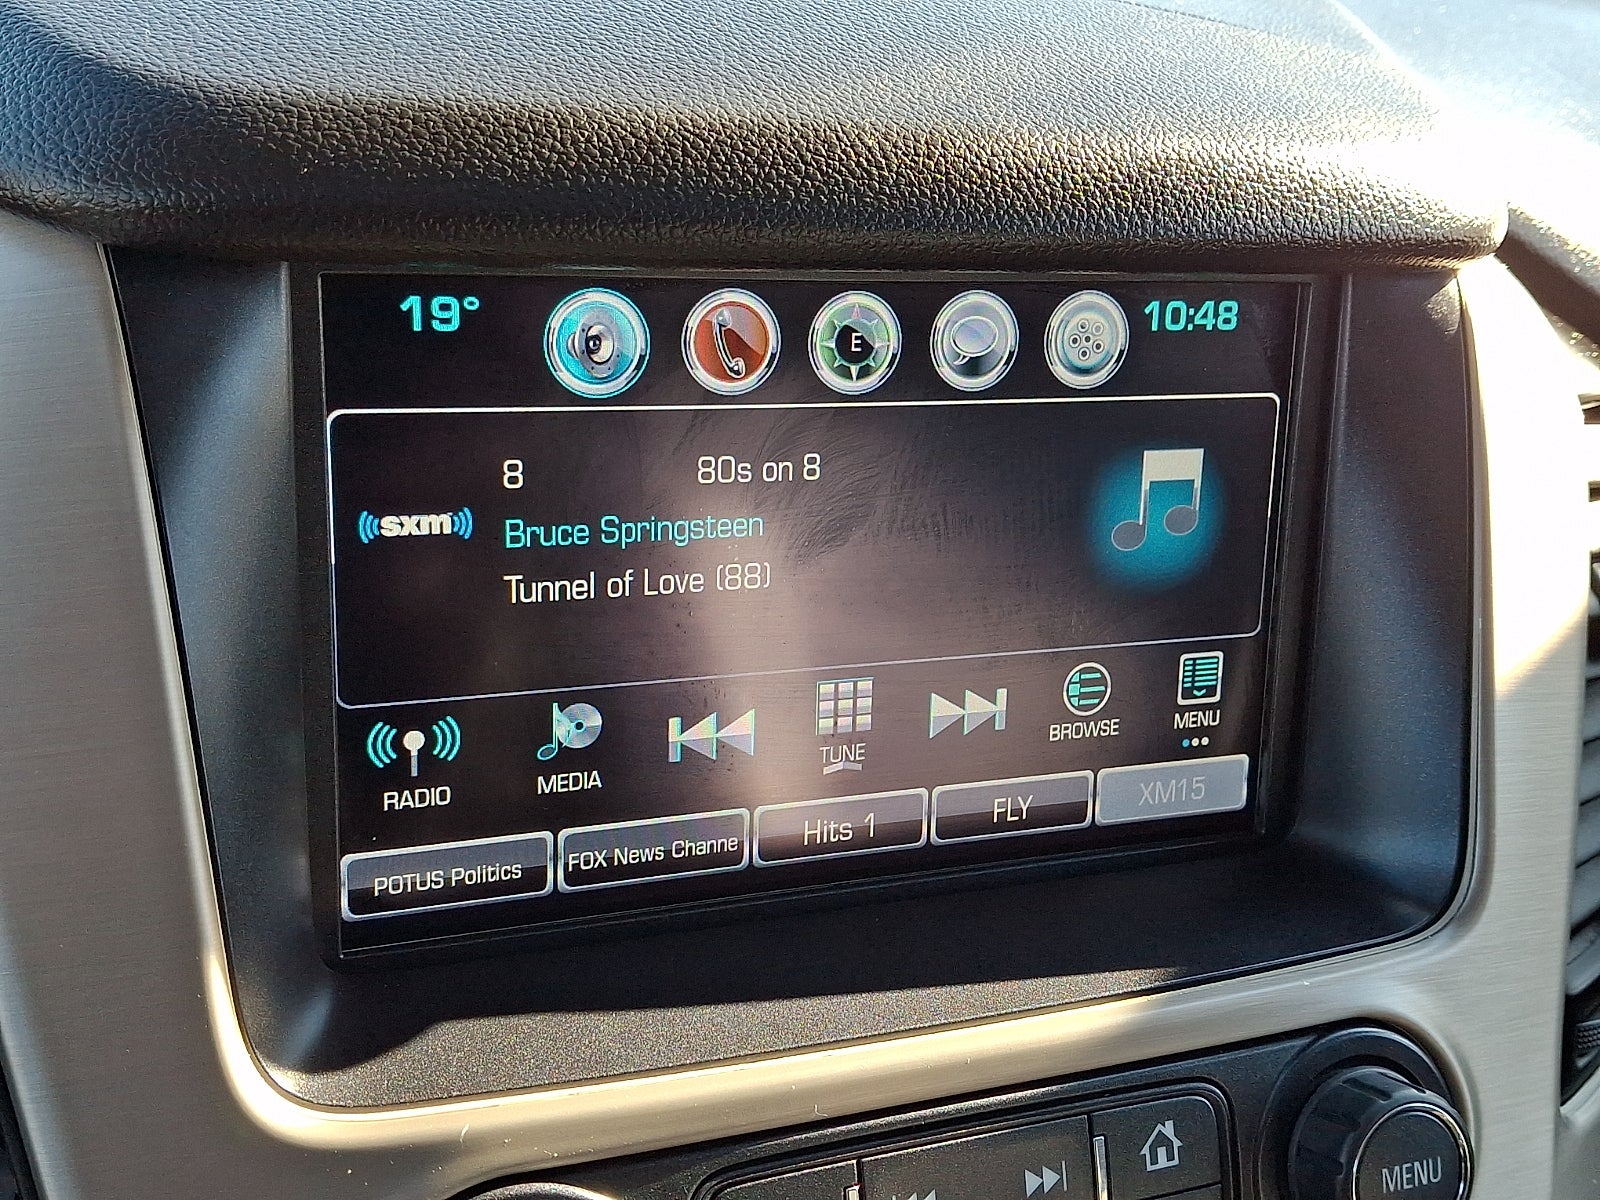 19° 10:48
E
8 80s on 8
sxm
Bruce Springsteen
Tunnel of Love (88)
RADIO MEDIA TUNE BROWSE MENU
POTUS Politics FOX News Channe Hits 1 FLY XM15
MENU